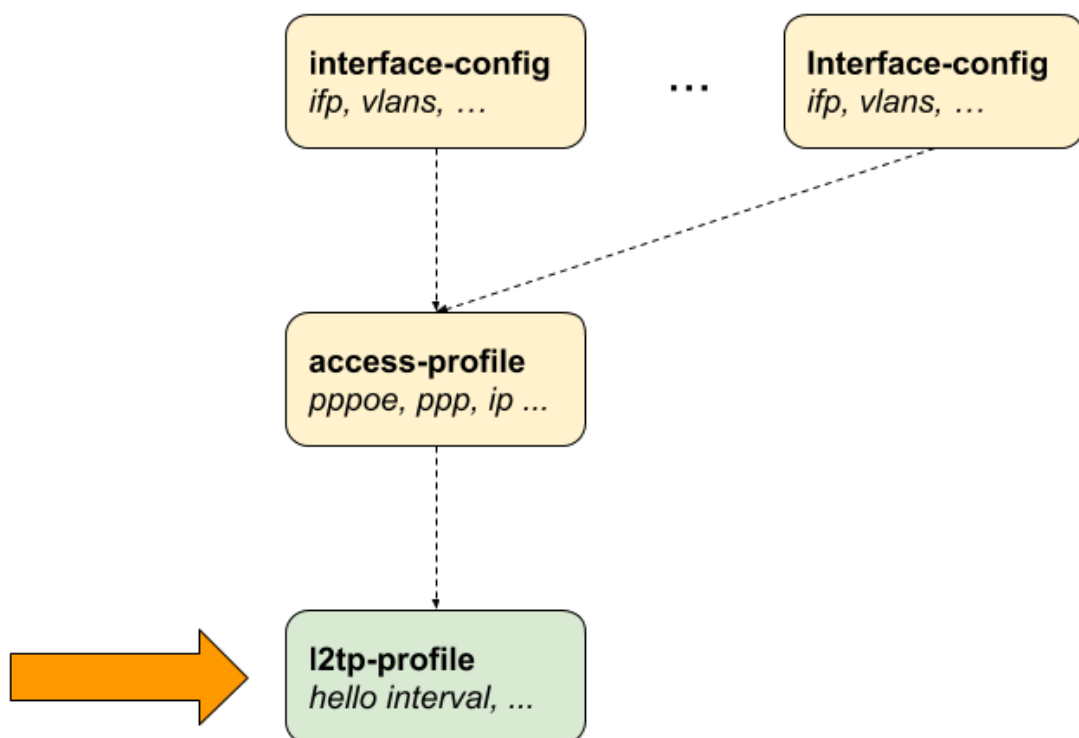 interface-config
ifp, vlans, …
...
Interface-config
ifp, vlans, …
access-profile
pppoe, ppp, ip ...
l2tp-profile
hello interval, ...